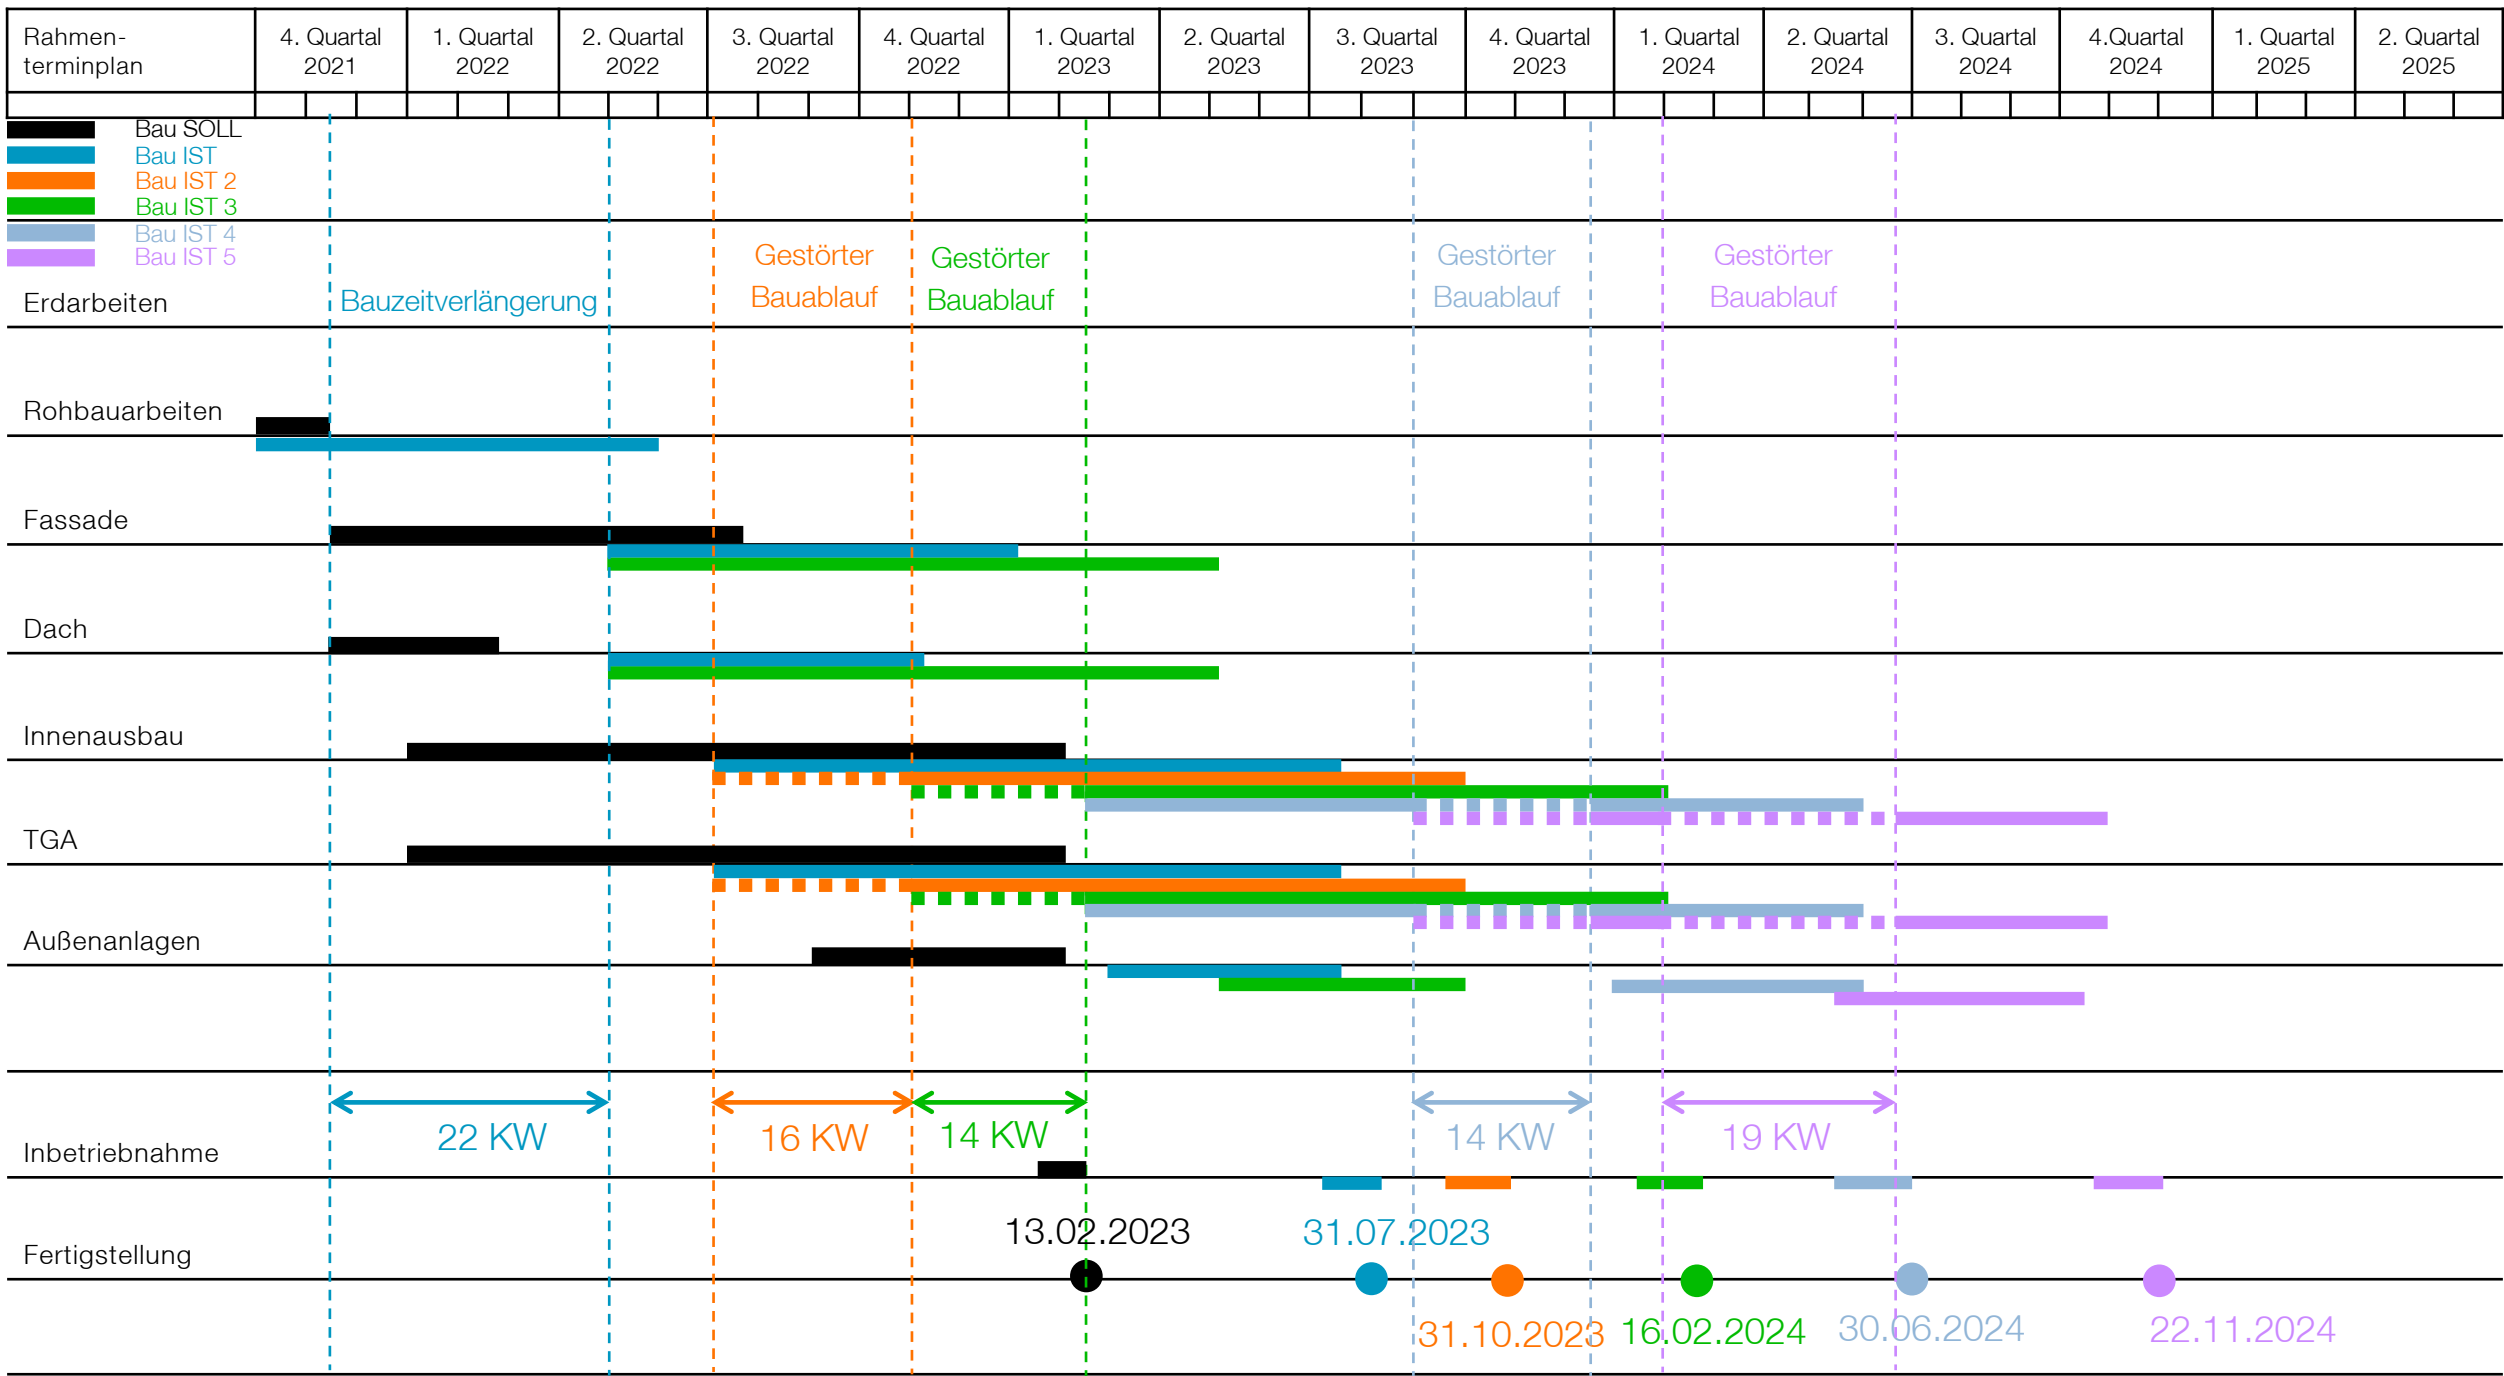 Rahmen-
terminplan
4. Quartal
2021
1. Quartal
2022
2. Quartal
2022
3. Quartal
2022
4. Quartal
2022
1. Quartal
2023
2. Quartal
2023
3. Quartal
2023
4. Quartal
2023
1. Quartal
2024
2. Quartal
2024
3. Quartal
2024
4.Quartal
2024
1. Quartal
2025
2. Quartal
2025
Bau SOLL
Bau IST
Bau IST 2
Bau IST 3
Bau IST 4
Bau IST 5
Erdarbeiten
Bauzeitverlängerung
Gestörter
Bauablauf
Gestörter
Bauablauf
Gestörter
Bauablauf
Gestörter
Bauablauf
Rohbauarbeiten
Fassade
Dach
Innenausbau
TGA
Außenanlagen
Inbetriebnahme
22 KW
16 KW
14 KW
14 KW
19 KW
Fertigstellung
13.02.2023
31.07.2023
31.10.2023
16.02.2024
30.06.2024
22.11.2024